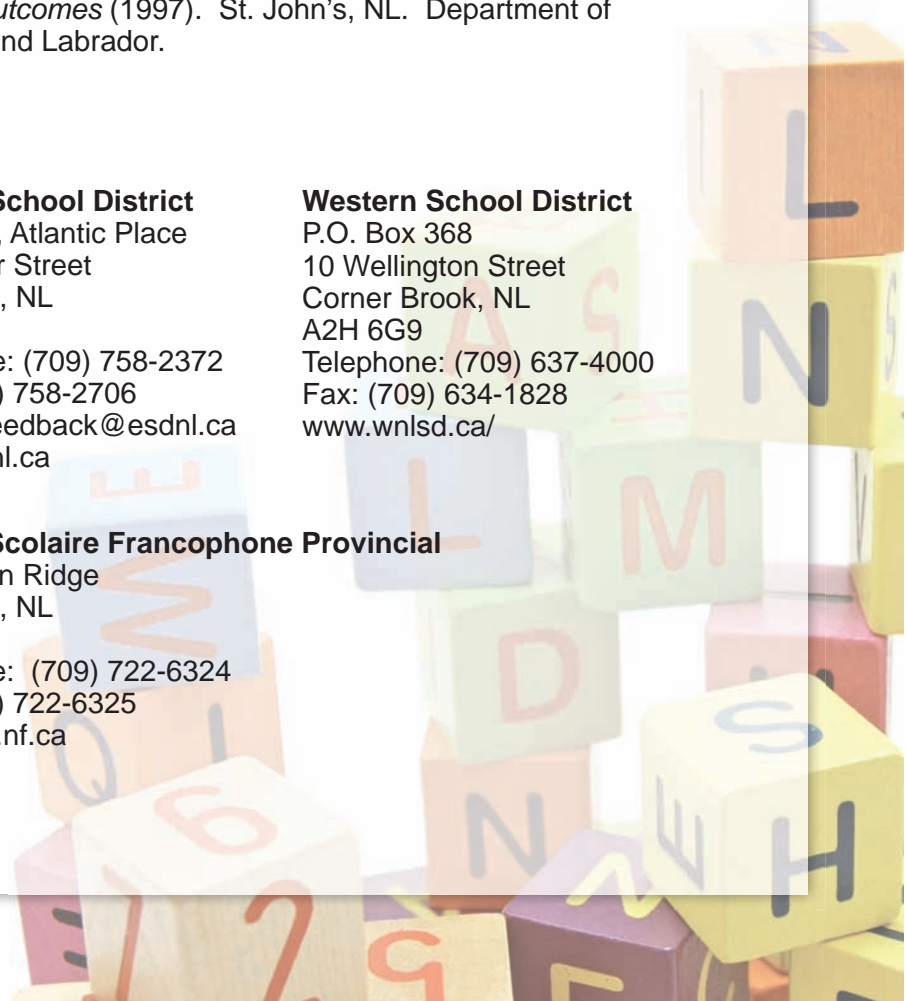 utcomes (1997). St. John's, NL. Department of
nd Labrador.
School District
, Atlantic Place
r Street
, NL
e: (709) 758-2372
) 758-2706
eedback@esdnl.ca
nl.ca
Western School District
P.O. Box 368
10 Wellington Street
Corner Brook, NL
A2H 6G9
Telephone: (709) 637-4000
Fax: (709) 634-1828
www.wnlsd.ca/
Scolaire Francophone Provincial
n Ridge
, NL
e: (709) 722-6324
) 722-6325
.nf.ca
N
L
A S
N S
H
L
M
E
M
D
Q I
S
E H
N
6
2
5